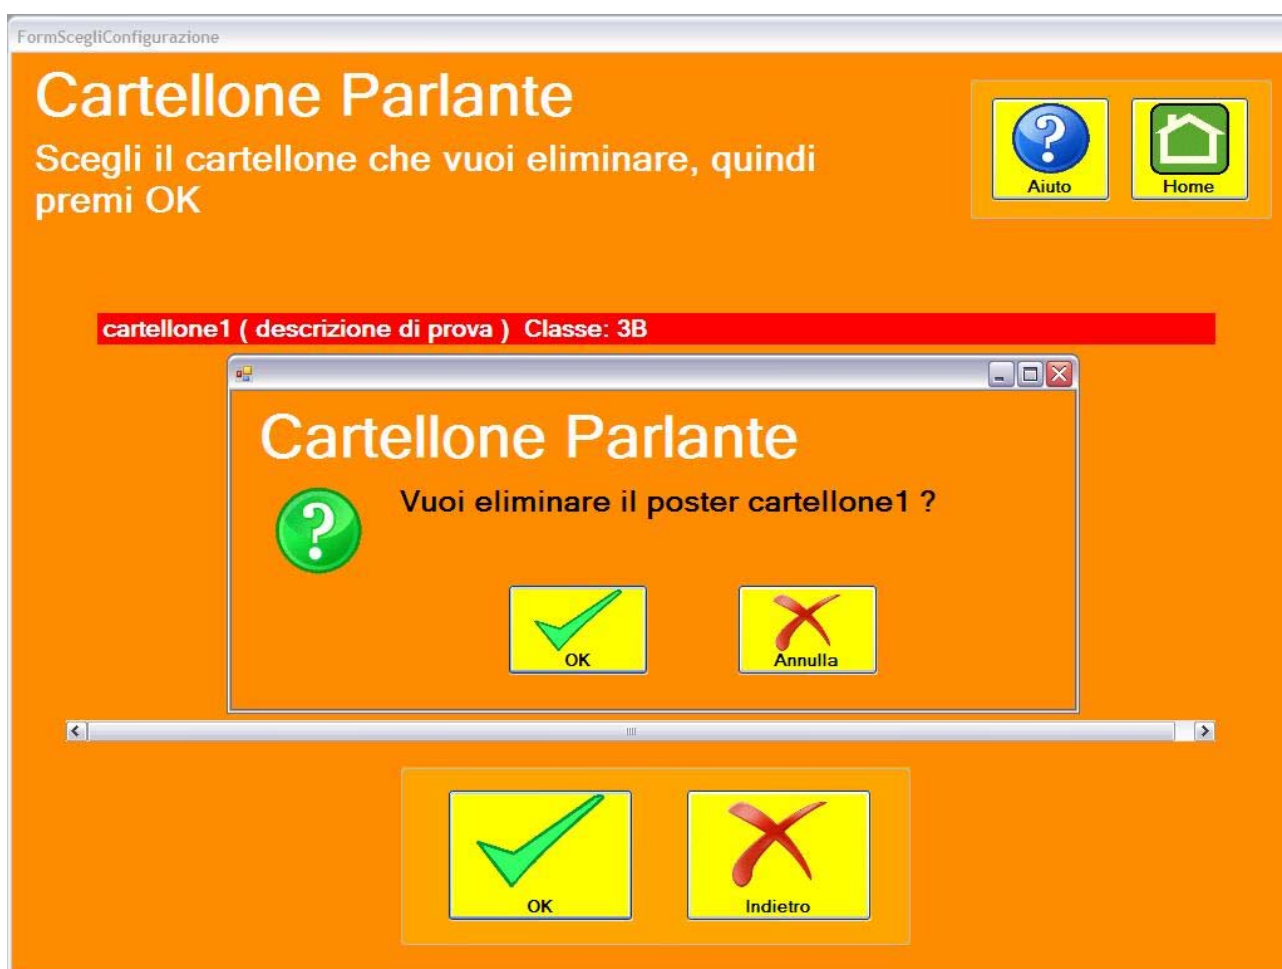 FormScegliConfigurazione
Cartellone Parlante
Scegli il cartellone che vuoi eliminare, quindi
premi OK
Aiuto
Home
cartellone1 ( descrizione di prova ) Classe: 3B
Cartellone Parlante
Vuoi eliminare il poster cartellone1 ?
OK
Annulla
OK
Indietro